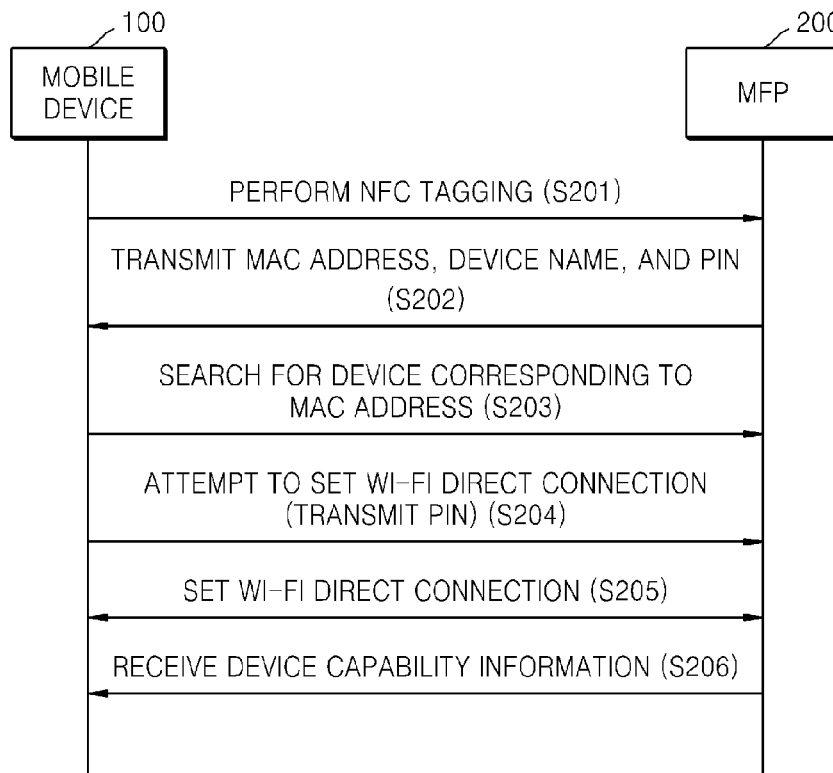 100
200
MOBILE
DEVICE
MFP
PERFORM NFC TAGGING (S201)
TRANSMIT MAC ADDRESS, DEVICE NAME, AND PIN
(S202)
SEARCH FOR DEVICE CORRESPONDING TO
MAC ADDRESS (S203)
ATTEMPT TO SET WI-FI DIRECT CONNECTION
(TRANSMIT PIN) (S204)
SET WI-FI DIRECT CONNECTION (S205)
RECEIVE DEVICE CAPABILITY INFORMATION (S206)